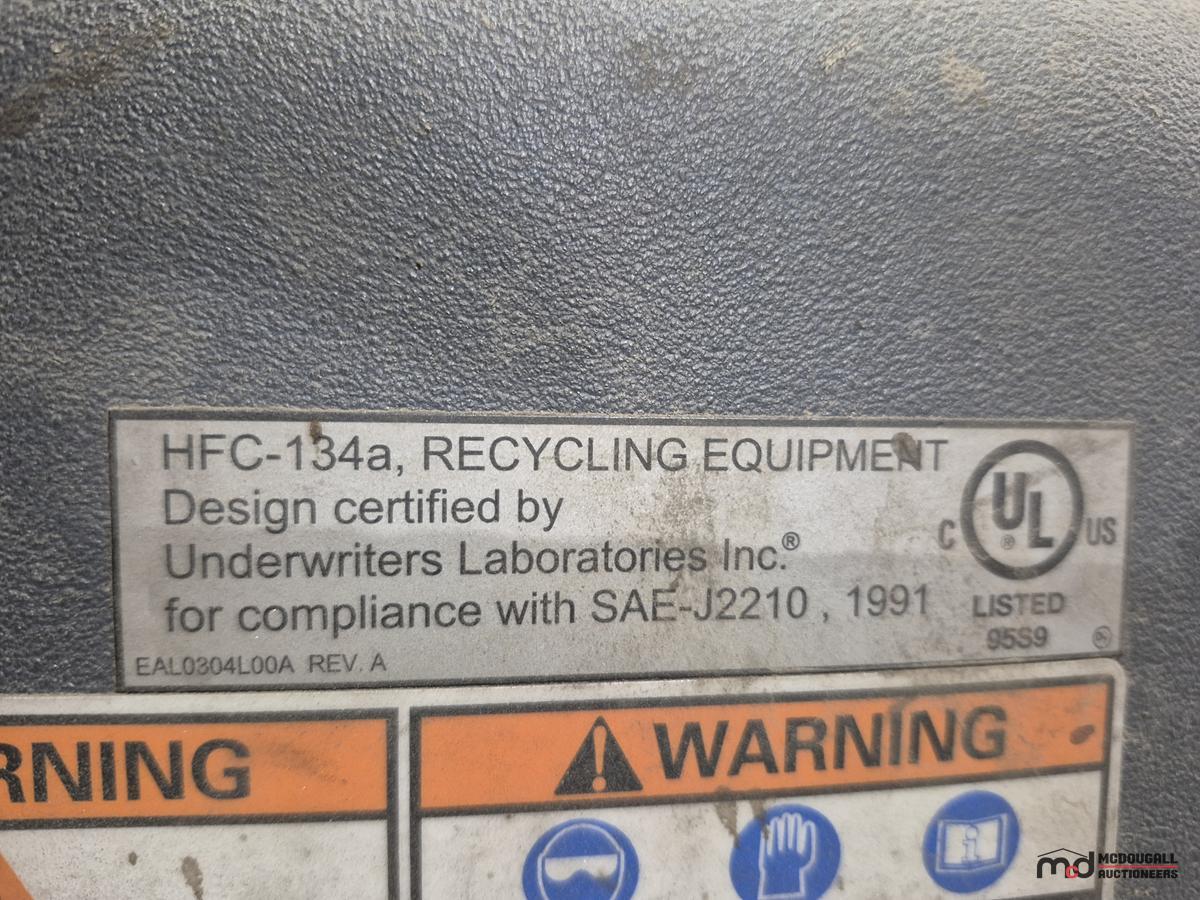 HFC-134a, RECYCLING EQUIPMENT
Design certified by
Underwriters Laboratories Inc.®
for compliance with SAE-J2210 , 1991
C UL ® US
LISTED
95S9
EAL0304L00A REV. A
RNING
WARNING
mcd MCDOUGALL
AUCTIONEERS